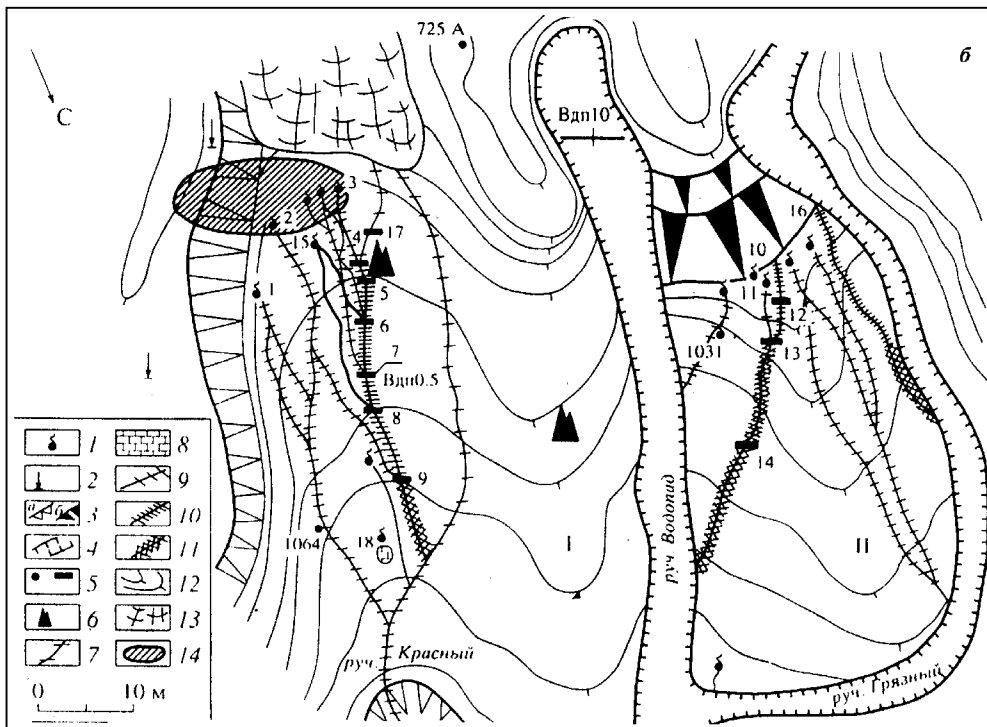 725 А
б
С
Вдп10
3
2
16
4
17
15
10
5
11
1
12
6
1031
13
7
Вдп0.5
8
14
9
1064
18
I
II
руч. Водопад
руч. Красный
руч. Грязный
1 8
2 9
а б 3 10
4 11
5 12
6 13
7 14
0 10 м